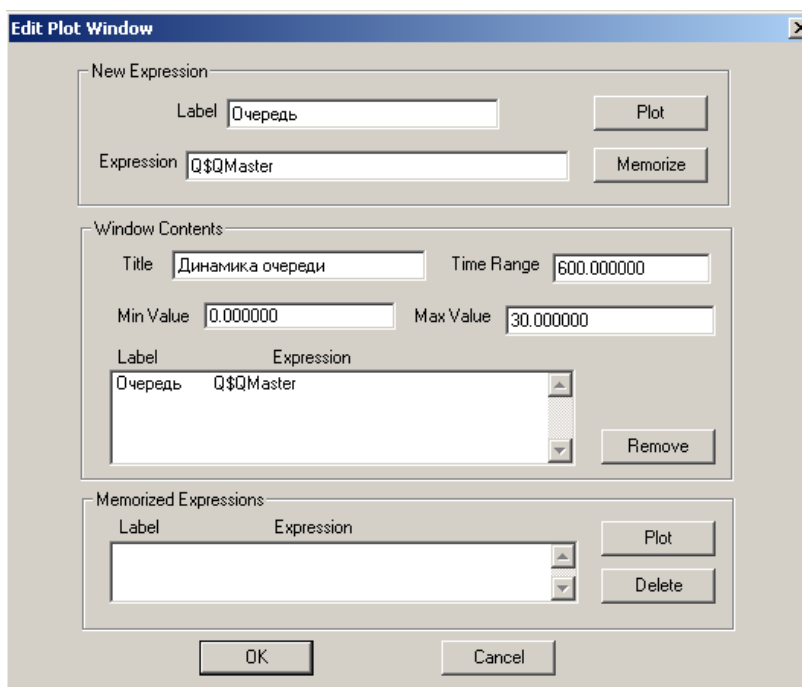 Edit Plot Window
New Expression
Label Очередь Plot
Expression Q$QMaster Memorize
Window Contents
Title Динамика очереди Time Range 600.000000
Min Value 0.000000 Max Value 30.000000
Label Expression
Очередь Q$QMaster
Remove
Memorized Expressions
Label Expression
Plot
Delete
OK Cancel